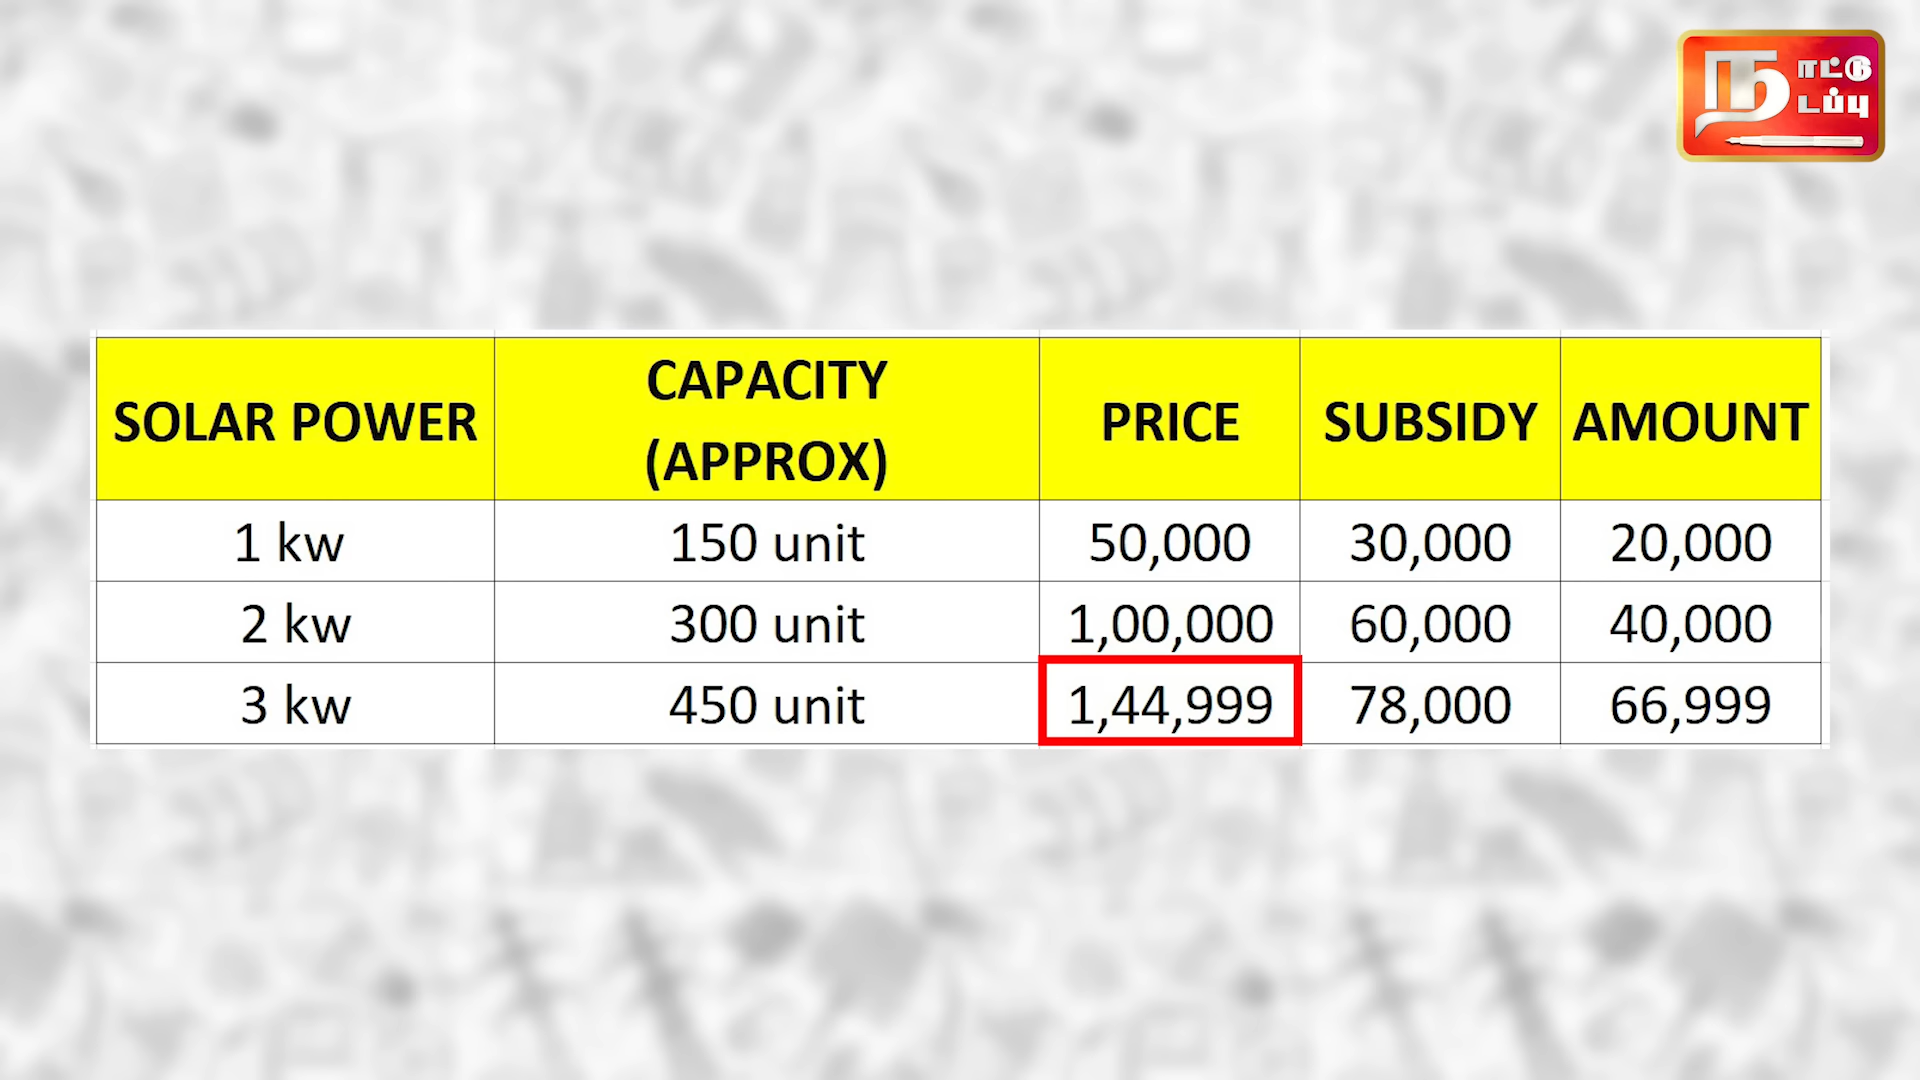 நாட்டு
நடப்பு
SOLAR POWER CAPACITY (APPROX) PRICE SUBSIDY AMOUNT
1 kw 150 unit 50,000 30,000 20,000
2 kw 300 unit 1,00,000 60,000 40,000
3 kw 450 unit 1,44,999 78,000 66,999